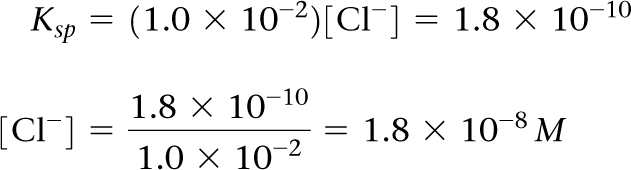 Ksp = (1.0 × 10⁻²)[Cl⁻] = 1.8 × 10⁻¹⁰
[Cl⁻] = 1.8 × 10⁻¹⁰ / 1.0 × 10⁻² = 1.8 × 10⁻⁸ M